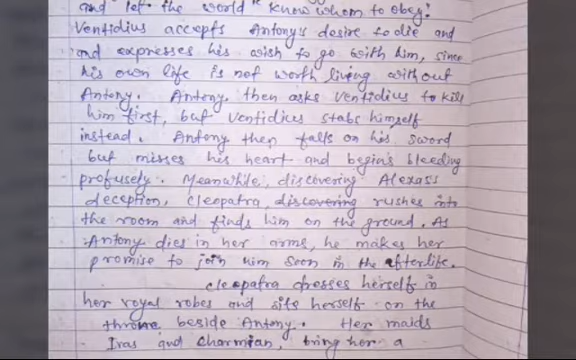 and let the world "know whom to obey!
Ventidius accepts Antony's desire to die and
and expresses his wish to go with him, since
his own life is not worth living without
Antony. Antony then asks Ventidius to kill
him first, but Ventidius stabs himself
instead. Antony then falls on his sword
but misses his heart and begins bleeding
profusely. Meanwhile, discovering Alexas's
deception, cleopatra, discovering rushes into
the room and finds him on the ground. As
Antony dies in her arms, he makes her
promise to join him soon in the afterlife.
cleopatra dresses herself in
her royal robes and sits herself on the
throne beside Antony. Her maids
Iras and charmian, bring her a